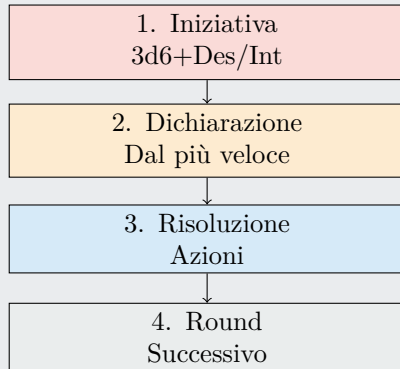 1. Iniziativa
3d6+Des/Int
2. Dichiarazione
Dal più veloce
3. Risoluzione
Azioni
4. Round
Successivo